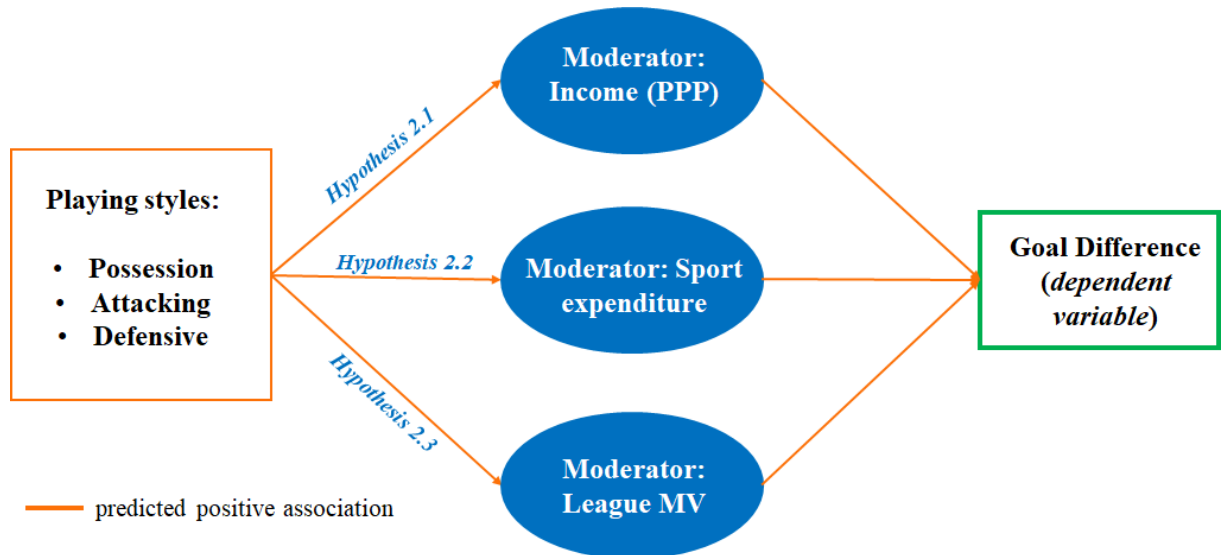 Playing styles:
• Possession
• Attacking
• Defensive
Hypothesis 2.1
Hypothesis 2.2
Hypothesis 2.3
Moderator:
Income (PPP)
Moderator: Sport
expenditure
Moderator:
League MV
Goal Difference
(dependent
variable)
predicted positive association